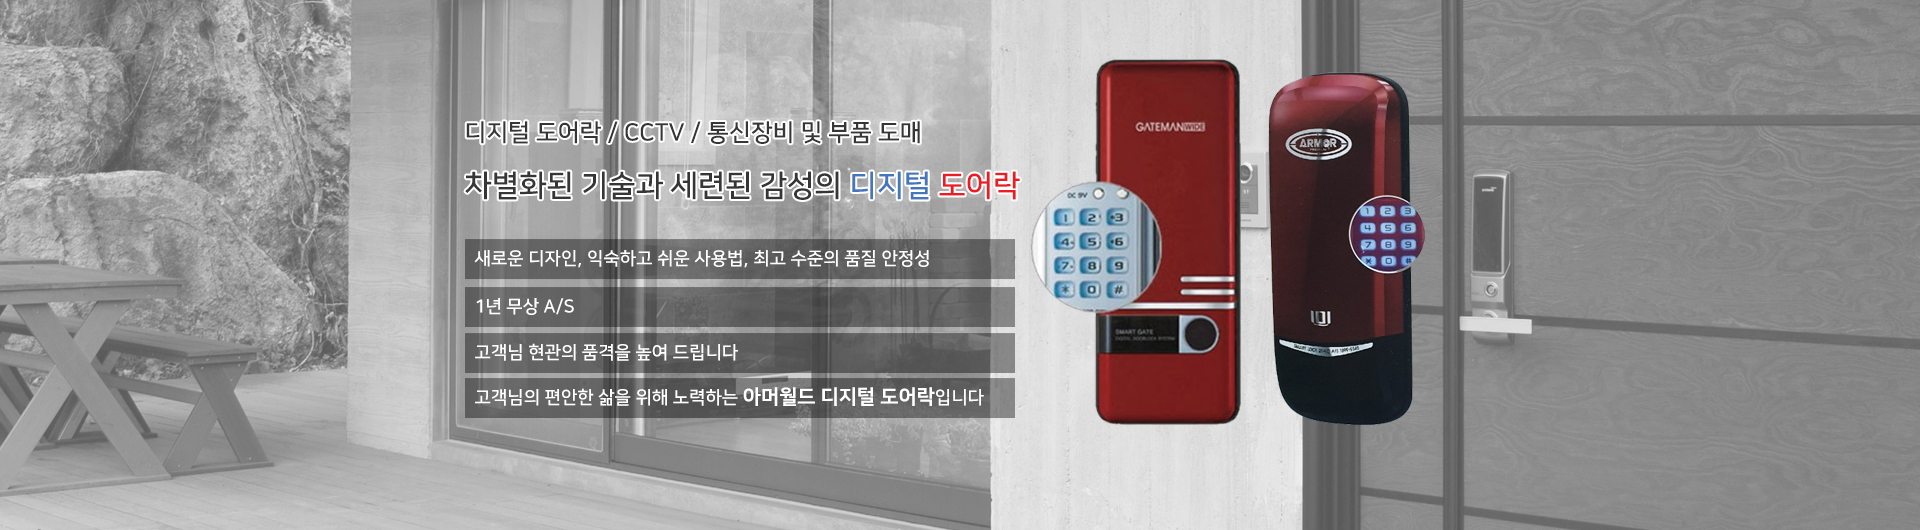 디지털 도어락 / CCTV / 통신장비 및 부품 도매
차별화된 기술과 세련된 감성의 디지털 도어락
새로운 디자인, 익숙하고 쉬운 사용법, 최고 수준의 품질 안정성
1년 무상 A/S
고객님 현관의 품격을 높여 드립니다
고객님의 편안한 삶을 위해 노력하는 아머월드 디지털 도어락입니다
GATEMAN WIDE
DC 9V
1 2 3
4 5 6
7 8 9
* 0 #
SMART GATE
DIGITAL DOORLOCK SYSTEM
ARMOR
1 2 3
4 5 6
7 8 9
* 0 #